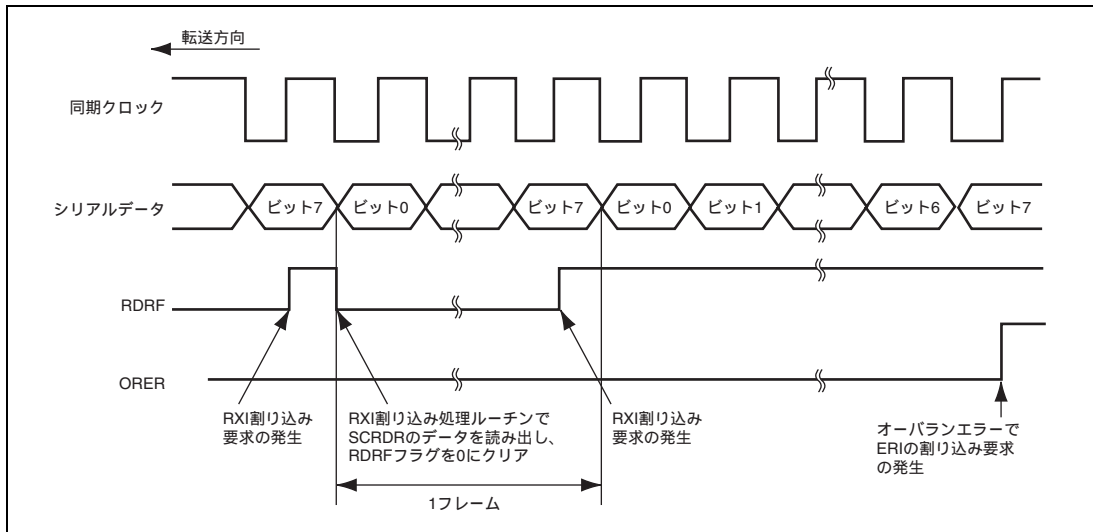 転送方向
同期クロック
シリアルデータ
ビット7
ビット0
ビット7
ビット0
ビット1
ビット6
ビット7
RDRF
ORER
RXI割り込み
要求の発生
RXI割り込み処理ルーチンで
SCRDRのデータを読み出し、
RDRFフラグを0にクリア
RXI割り込み
要求の発生
オーバランエラーで
ERIの割り込み要求
の発生
1フレーム